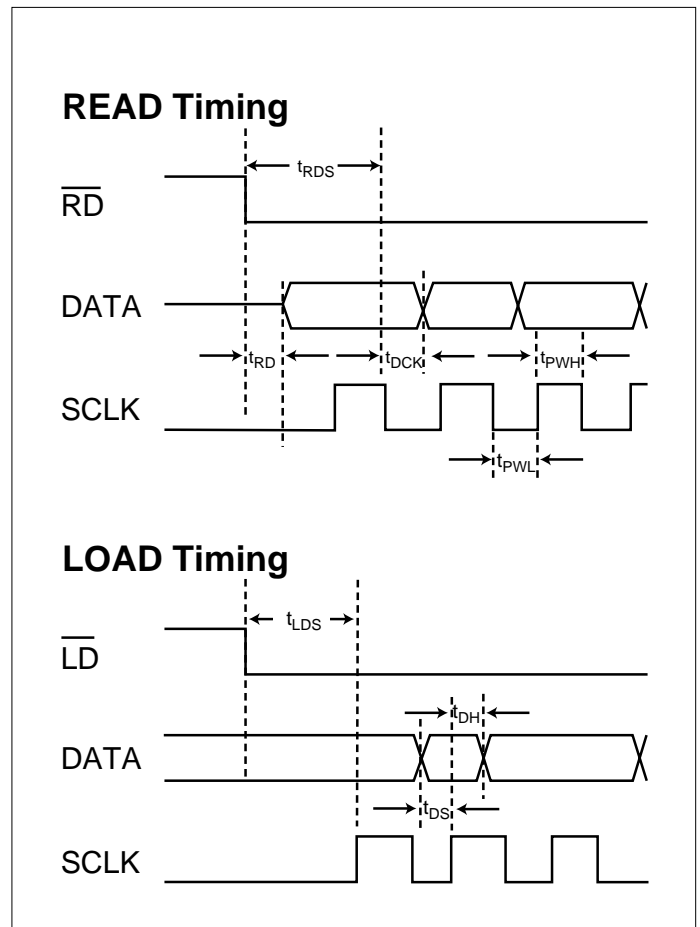 READ Timing
tRDS
RD
DATA
tRD
tDCK
tPWH
SCLK
tPWL
LOAD Timing
tLDS
LD
tDH
DATA
tDS
SCLK